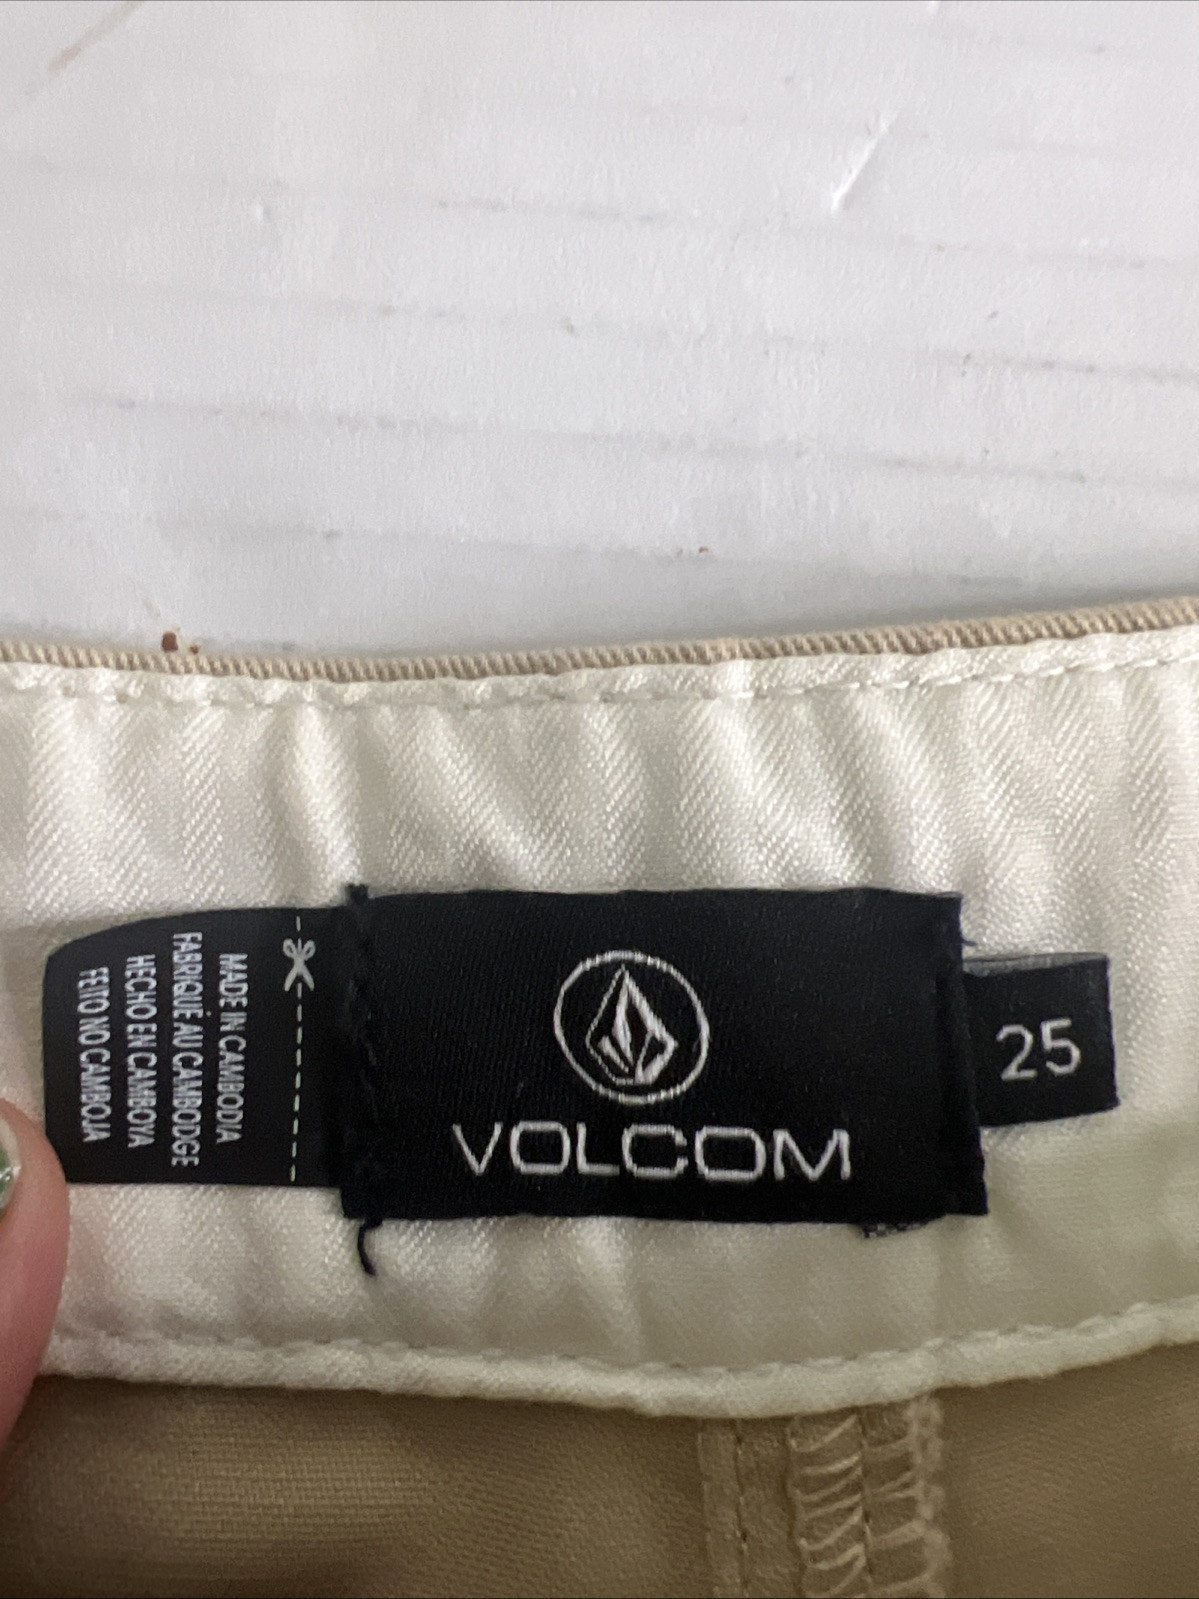 MADE IN CAMBODIA
FABRIQUÉ AU CAMBODGE
HECHO EN CAMBOYA
FEITO NO CAMBOJA
VOLCOM
25